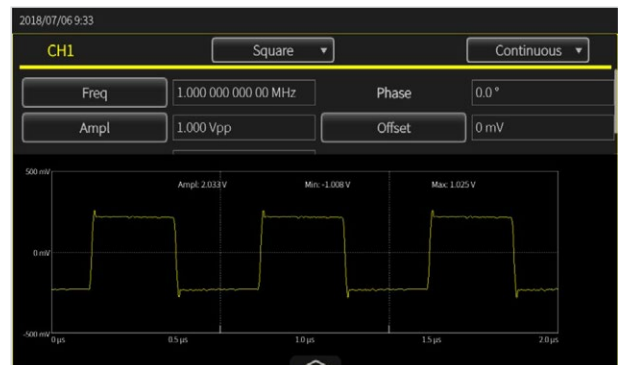 2018/07/06 9:33
CH1 Square Continuous
Freq 1.000 000 000 00 MHz Phase 0.0 °
Ampl 1.000 Vpp Offset 0 mV
500 mV
Ampl: 2.033 V Min: -1.008 V Max: 1.025 V
0 mV
-500 mV
0 µs 0.5 µs 1.0 µs 1.5 µs 2.0 µs